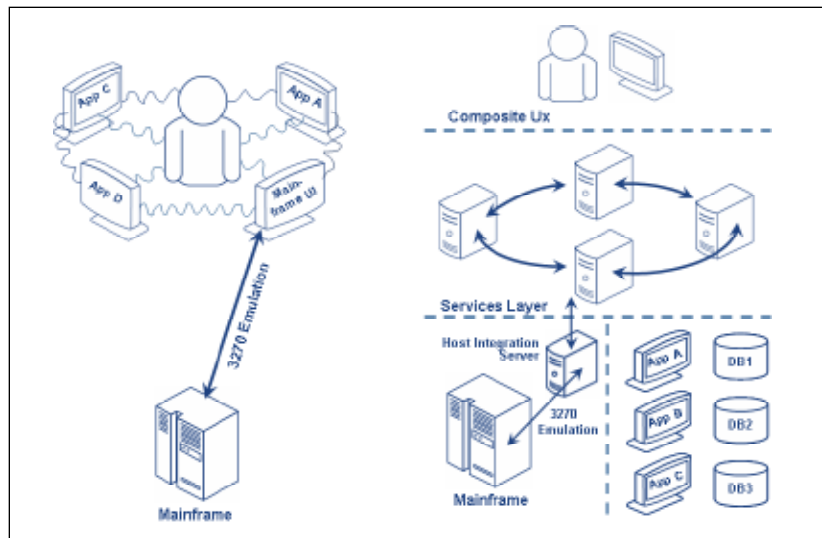 App C
App A
App D
Main-
frame UI
3270 Emulation
Mainframe
Composite Ux
Services Layer
Host Integration
Server
3270
Emulation
Mainframe
App A
DB1
App B
DB2
App C
DB3